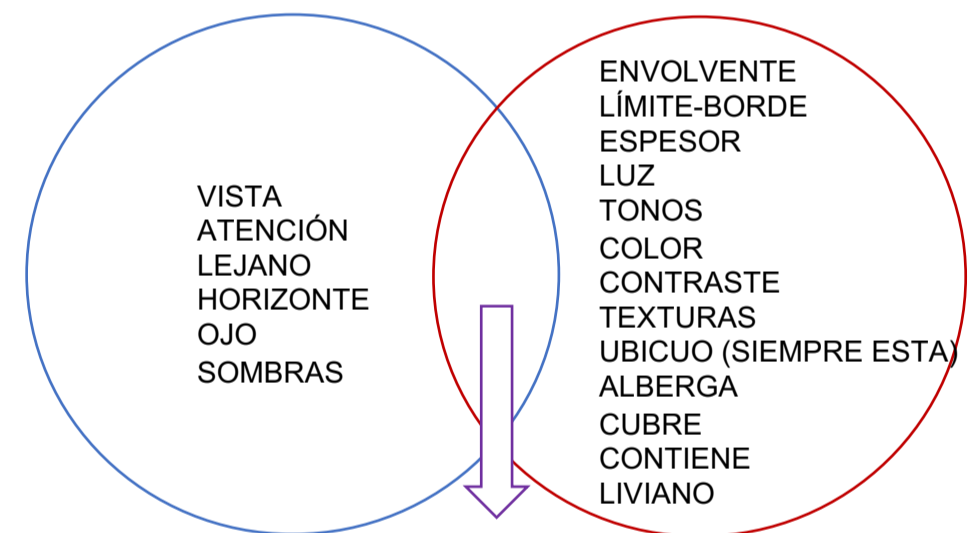 VISTA
ATENCIÓN
LEJANO
HORIZONTE
OJO
SOMBRAS
ENVOLVENTE
LÍMITE-BORDE
ESPESOR
LUZ
TONOS
COLOR
CONTRASTE
TEXTURAS
UBICUO (SIEMPRE ESTA)
ALBERGA
CUBRE
CONTIENE
LIVIANO